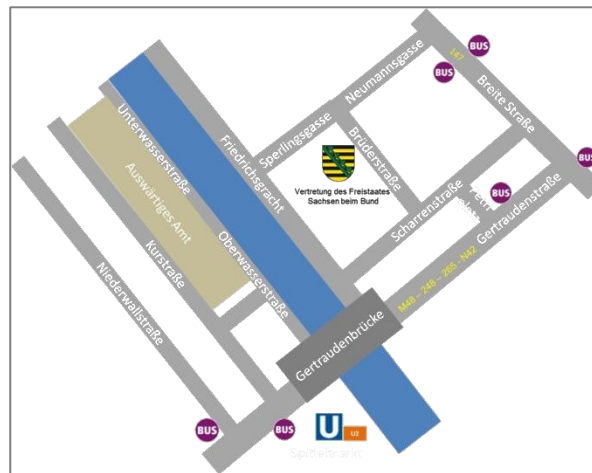 BUS
147
BUS
Breite Straße
Neumannsgasse
Sperlingsgasse
Brüderstraße
BUS
Friedrichsgracht
Unterwasserstraße
Auswärtiges Amt
Vertretung des Freistaates
Sachsen beim Bund
Scharrenstraße
BUS
Gertraudenstraße
Oberwasserstraße
Kurstraße
Niederwallstraße
M48 – 248 – 265 - N42
Gertraudenbrücke
BUS
BUS
U
U2
Spittelmarkt